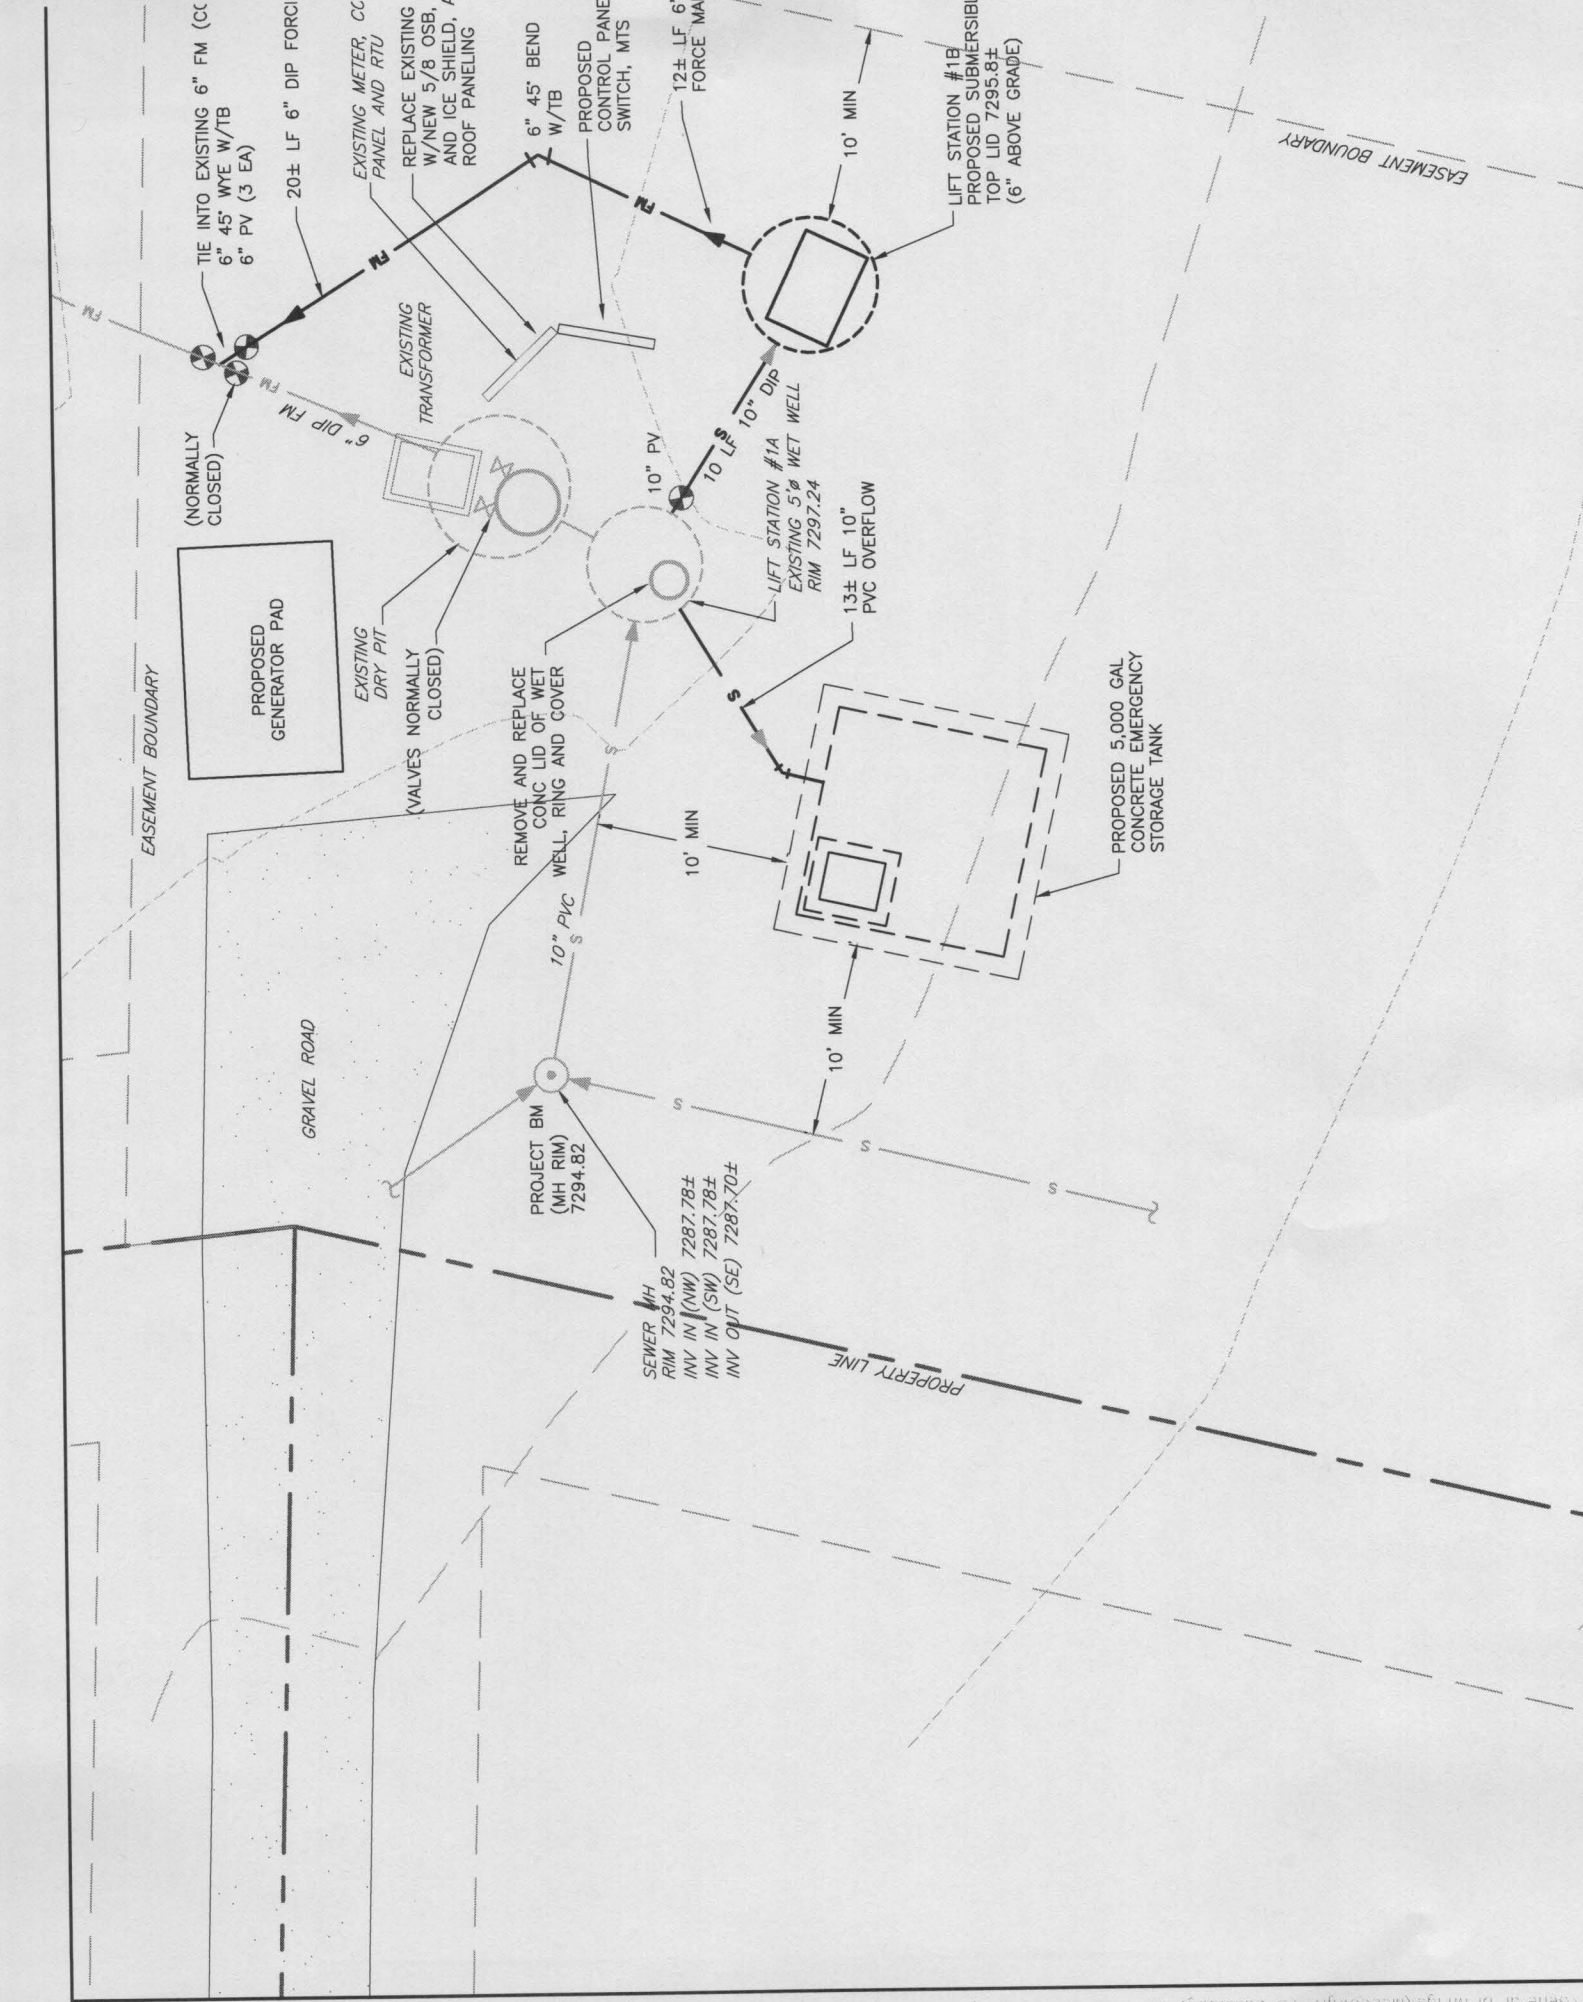 TIE INTO EXISTING 6" FM (CO
6" 45° WYE W/TB
6" PV (3 EA)
20± LF 6" DIP FORC
EXISTING METER, CO
PANEL AND RTU
REPLACE EXISTING
W/NEW 5/8 OSB,
AND ICE SHIELD, A
ROOF PANELING
6" 45° BEND
W/TB
PROPOSED
CONTROL PANE
SWITCH, MTS
12± LF 6"
FORCE MA
10' MIN
LIFT STATION #1B
PROPOSED SUBMERSIBL
TOP LID 7295.8±
(6" ABOVE GRADE)
EASEMENT BOUNDARY
FM
FM
FM
FM
FM
6" DIP FM
EXISTING
TRANSFORMER
(NORMALLY
CLOSED)
PROPOSED
GENERATOR PAD
EXISTING
DRY PIT
(VALVES NORMALLY
CLOSED)
10" PV
S
10 LF 10" DIP
LIFT STATION #1A
EXISTING 5'ø WET WELL
RIM 7297.24
13± LF 10"
PVC OVERFLOW
REMOVE AND REPLACE
CONC LID OF WET
WELL, RING AND COVER
S
EASEMENT BOUNDARY
PROPOSED 5,000 GAL
CONCRETE EMERGENCY
STORAGE TANK
10' MIN
10" PVC
S
S
10' MIN
GRAVEL ROAD
PROJECT BM
(MH RIM)
7294.82
S
S
S
SEWER MH
RIM 7294.82
INV IN (NW) 7287.78±
INV IN (SW) 7287.78±
INV OUT (SE) 7287.70±
PROPERTY LINE